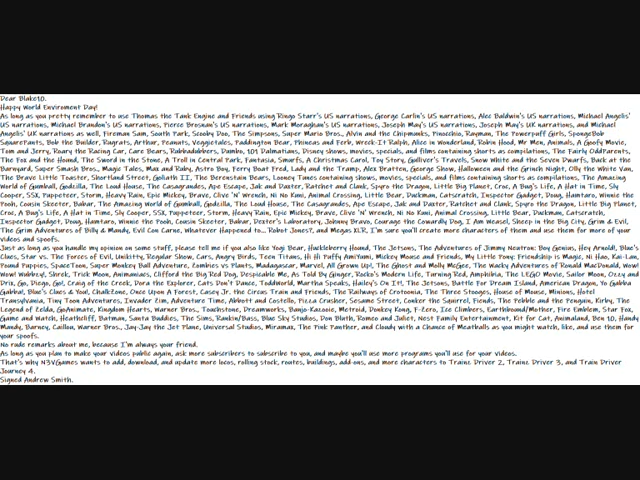 Dear Blake10.
Happy World Enviroment Day!
As long as you pretty remember to use Thomas the Tank Engine and Friends using Ringo Starr's US narrations, George Carlin's US narrations, Alec Baldwin's US narrations, Michael Angelis'
US narrations, Michael Brandon's US narrations, Pierce Brosnan's US narrations, Mark Moraghan's US narrations, Joseph May's US narrations, Joseph May's UK narrations, and Michael
Angelis' UK narrations as well, Fireman Sam, South Park, Scooby Doo, The Simpsons, Super Mario Bros., Alvin and the Chipmunks, Pinocchio, Rayman, The Powerpuff Girls, SpongeBob
SquarePants, Bob the Builder, Rugrats, Arthur, Peanuts, Veggietales, Paddington Bear, Phineas and Ferb, Wreck-It Ralph, Alice in Wonderland, Robin Hood, Mr Men, Animals, A Goofy Movie,
Tom and Jerry, Roary the Racing Car, Care Bears, Rubbadubbers, Dumbo, 101 Dalmatians, Disney shows, movies, specials, and films containing shorts as compilations, The Fairly OddParents,
The Fox and the Hound, The Sword in the Stone, A Troll in Central Park, Fantasia, Smurfs, A Christmas Carol, Toy Story, Gulliver's Travels, Snow White and the Seven Dwarfs, Back at the
Barnyard, Super Smash Bros., Magic Tales, Max and Ruby, Astro Boy, Ferry Boat Fred, Lady and the Tramp, Alex Bratten, George Shaw, Halloween and the Grinch Night, Olly the White Van,
The Brave Little Toaster, Shortland Street, Goliath II, The Berenstain Bears, Looney Tunes containing shows, movies, specials, and films containing shorts as compilations, The Amazing
World of Gumball, Godzilla, The Loud House, The Casagrandes, Ape Escape, Jak and Daxter, Ratchet and Clank, Spyro the Dragon, Little Big Planet, Croc, A Bug's Life, A Hat in Time, Sly
Cooper, SSX, Puppeteer, Storm, Heavy Rain, Epic Mickey, Brave, Clive 'N' Wrench, Ni No Kuni, Animal Crossing, Little Bear, Duckman, Catscratch, Inspector Gadget, Doug, Hamtaro, Winnie the
Pooh, Cousin Skeeter, Babar, The Amazing World of Gumball, Godzilla, The Loud House, The Casagrandes, Ape Escape, Jak and Daxter, Ratchet and Clank, Spyro the Dragon, Little Big Planet,
Croc, A Bug's Life, A Hat in Time, Sly Cooper, SSX, Puppeteer, Storm, Heavy Rain, Epic Mickey, Brave, Clive 'N' Wrench, Ni No Kuni, Animal Crossing, Little Bear, Duckman, Catscratch,
Inspector Gadget, Doug, Hamtaro, Winnie the Pooh, Cousin Skeeter, Babar, Dexter's Laboratory, Johnny Bravo, Courage the Cowardly Dog, I Am Weasel, Sheep in the Big City, Grim & Evil,
The Grim Adventures of Billy & Mandy, Evil Con Carne, Whatever Happened to... Robot Jones?, and Megas XLR, I'm sure you'll create more characters of them and use them for more of your
videos and spoofs.
Just as long as you handle my opinion on some stuff, please tell me if you also like Yogi Bear, Huckleberry Hound, The Jetsons, The Adventures of Jimmy Neutron: Boy Genius, Hey Arnold, Blue's
Clues, Star vs. The Forces of Evil, Unikitty, Regular Show, Cars, Angry Birds, Teen Titans, Hi Hi Puffy AmiYumi, Mickey Mouse and Friends, My Little Pony: Friendship is Magic, Ni Hao, Kai-Lan,
Pound Puppies, SpaceToon, Super Monkey Ball Adventure, Zombies vs Plants, Madagascar, Marvel, All Grown Up!, The Ghost and Molly McGee, The Wacky Adventures of Ronald MacDonald, Wow!
Wow! Wubbzy!, Shrek, Trick Moon, Animaniacs, Clifford the Big Red Dog, Despicable Me, As Told By Ginger, Rocko's Modern Life, Turning Red, Amphibia, The LEGO Movie, Sailor Moon, Ozzy and
Drix, Go, Diego, Go!, Craig of the Creek, Dora the Explorer, Cats Don't Dance, Toddworld, Martha Speaks, Hailey's On It!, The Jetsons, Battle For Dream Island, American Dragon, Yo Gabba
Gabba!, Blue's Clues & You!, ChalkZone, Once Upon A Forest, Casey Jr. the Circus Train and Friends, The Railways of Crotoonia, The Three Stooges, House of Mouse, Minions, Hotel
Transylvania, Tiny Toon Adventures, Invader Zim, Adventure Time, Abbott and Costello, Pizza Crusher, Sesame Street, Conker the Squirrel, Fiends, The Pebble and the Penguin, Kirby, The
Legend of Zelda, GoAnimate, Kingdom Hearts, Warner Bros., Touchstone, Dreamworks, Banjo-Kazooie, Metroid, Donkey Kong, F-Zero, Ice Climbers, Earthbound/Mother, Fire Emblem, Star Fox,
Game and Watch, Heathcliff, Batman, Santa Buddies, The Sims, Rankin/Bass, Blue Sky Studios, Don Bluth, Romeo and Juliet, Nest Family Entertainment, Kit for Cat, Animaland, Ben 10, Handy
Mandy, Barney, Caillou, Warner Bros., Jay-Jay the Jet Plane, Universal Studios, Miramax, The Pink Panther, and Cloudy with a Chance of Meatballs as you might watch, like, and use them for
your spoofs.
No rude remarks about me, because I'm always your friend.
As long as you plan to make your videos public again, ask more subscribers to subscribe to you, and maybe you'll use more programs you'll use for your videos.
That's why N3VGames wants to add, download, and update more locos, rolling stock, routes, buildings, add-ons, and more characters to Trainz Driver 2, Trainz Driver 3, and Train Driver
Journey 4.
Signed Andrew Smith.